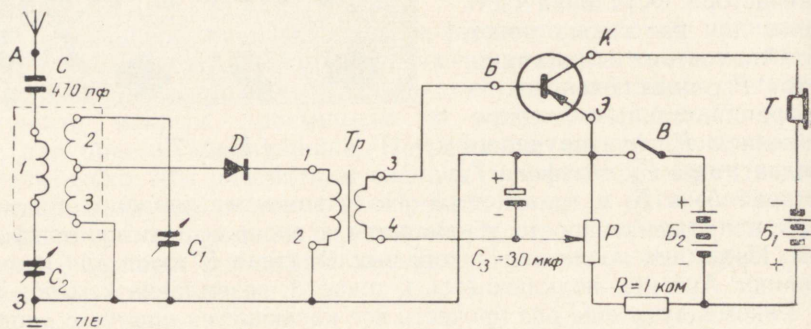 A
C
470 пф
1
2
3
C₂
З
C₁
71E1
D
Тр
1
2
3
4
Б
К
Э
+
-
C₃ = 30 мкф
P
R = 1 ком
В
+
Б₂
-
Б₁
+
Т